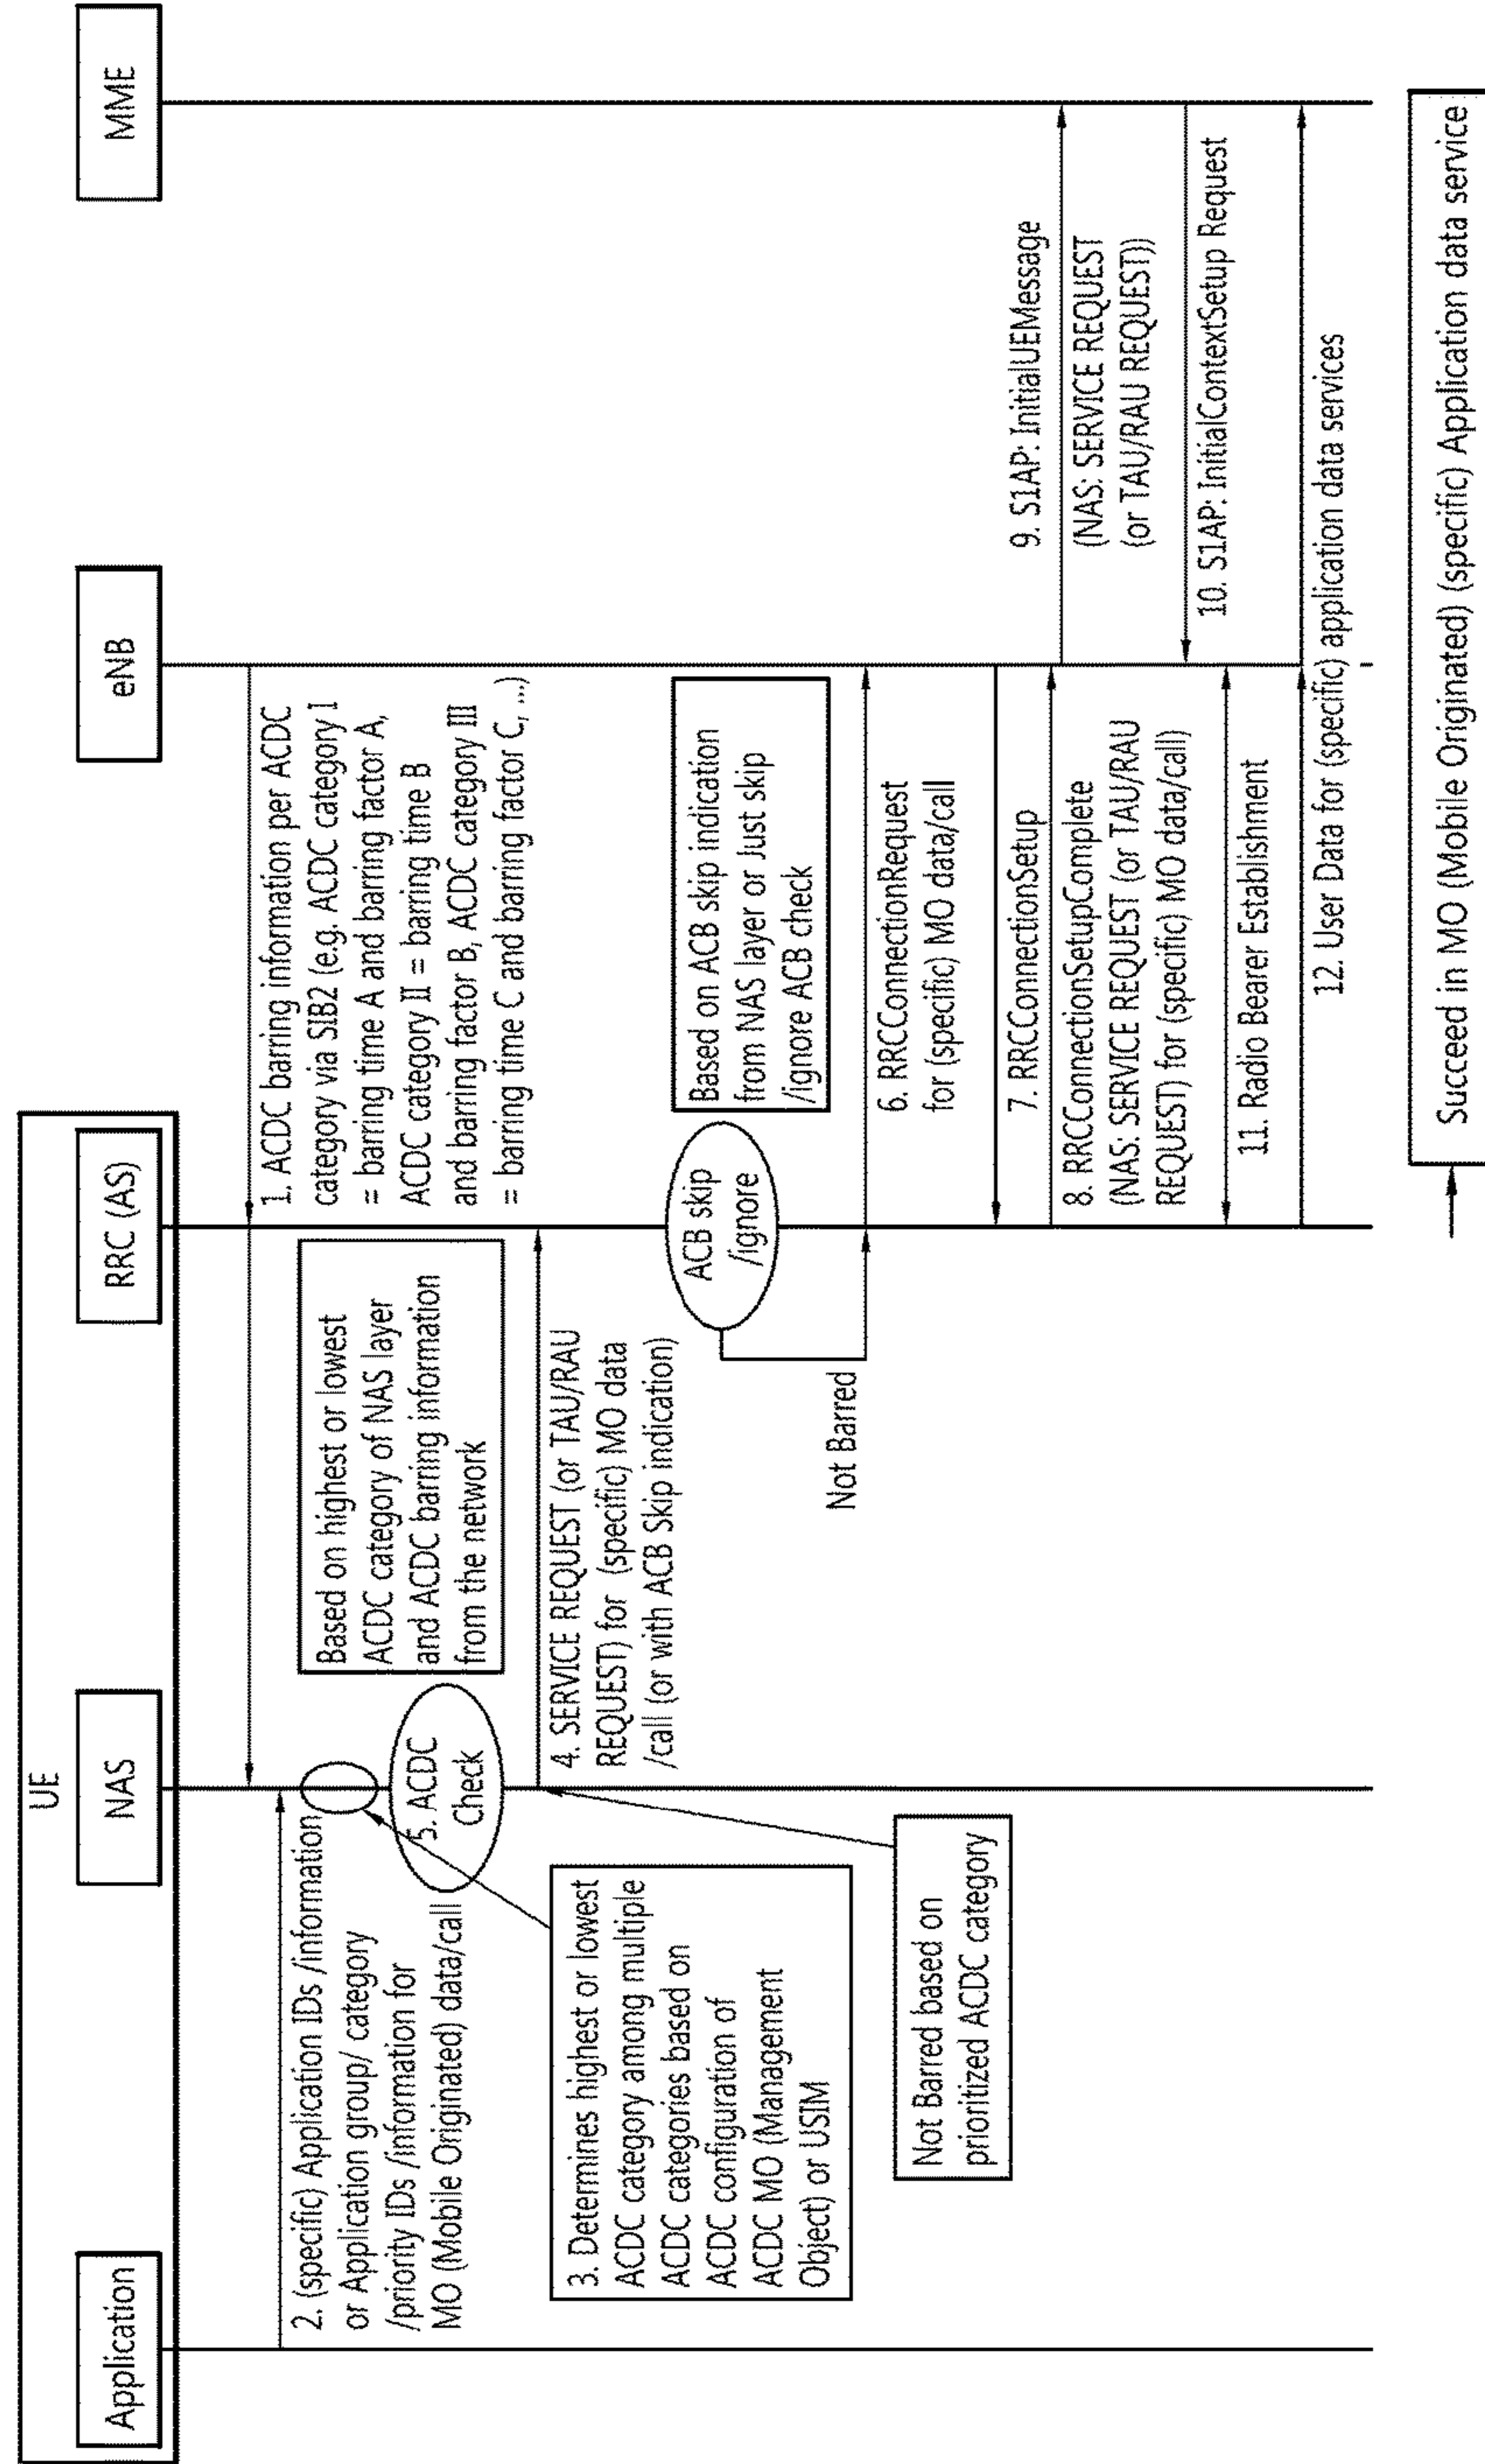 UE
Application
NAS
RRC (AS)
eNB
MME
1. ACDC barring information per ACDC
category via SIB2 (e.g. ACDC category I
= barring time A and barring factor A,
ACDC category II = barring time B
and barring factor B, ACDC category III
= barring time C and barring factor C, ...)
2. (specific) Application IDs /information
or Application group/ category
/priority IDs /information for
MO (Mobile Originated) data/call
Based on highest or lowest
ACDC category of NAS layer
and ACDC barring information
from the network
5. ACDC
Check
3. Determines highest or lowest
ACDC category among multiple
ACDC categories based on
ACDC configuration of
ACDC MO (Management
Object) or USIM
4. SERVICE REQUEST (or TAU/RAU
REQUEST) for (specific) MO data
/call (or with ACB Skip indication)
Not Barred based on
prioritized ACDC category
ACB skip
/ignore
Based on ACB skip indication
from NAS layer or Just skip
/ignore ACB check
Not Barred
6. RRCConnectionRequest
for (specific) MO data/call
7. RRCConnectionSetup
8. RRCConnectionSetupComplete
(NAS: SERVICE REQUEST (or TAU/RAU
REQUEST) for (specific) MO data/call)
9. S1AP: InitialUEMessage
(NAS: SERVICE REQUEST
(or TAU/RAU REQUEST))
10. S1AP: InitialContextSetup Request
11. Radio Bearer Establishment
12. User Data for (specific) application data services
Succeed in MO (Mobile Originated) (specific) Application data service